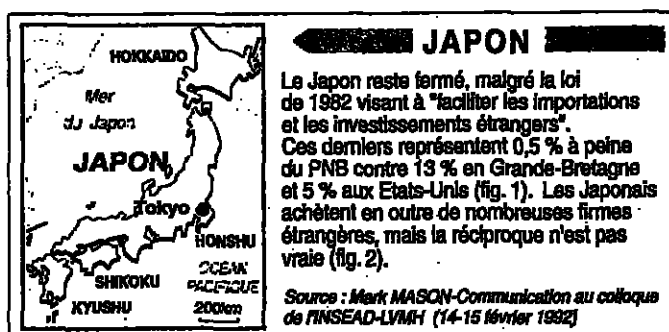 HOKKAIDO
Mer
du Japon
JAPON
Tokyo
HONSHU
SHIKOKU
OCEAN
PACIFIQUE
KYUSHU
200km
JAPON
Le Japon reste fermé, malgré la loi
de 1982 visant à "faciliter les importations
et les investissements étrangers".
Ces derniers représentent 0,5 % à peine
du PNB contre 13 % en Grande-Bretagne
et 5 % aux Etats-Unis (fig. 1). Les Japonais
achètent en outre de nombreuses firmes
étrangères, mais la réciproque n'est pas
vraie (fig. 2).
Source : Mark MASON-Communication au colloque
de l'INSEAD-LVMH (14-15 février 1992)